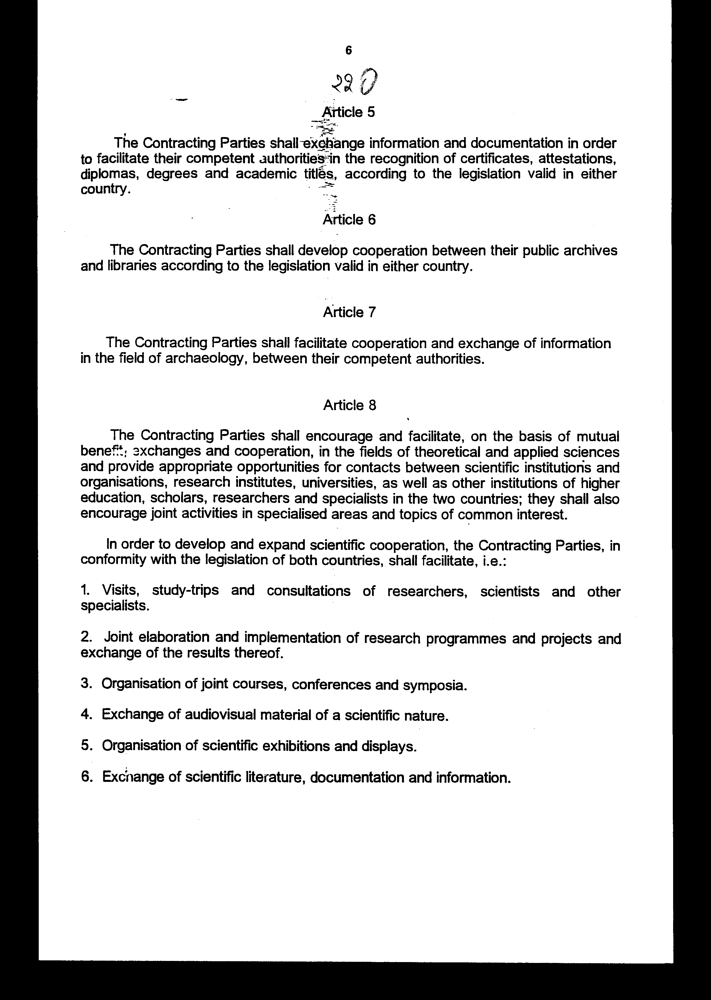 6
220
Article 5
The Contracting Parties shall exchange information and documentation in order
to facilitate their competent authorities in the recognition of certificates, attestations,
diplomas, degrees and academic titles, according to the legislation valid in either
country.
Article 6
The Contracting Parties shall develop cooperation between their public archives
and libraries according to the legislation valid in either country.
Article 7
The Contracting Parties shall facilitate cooperation and exchange of information
in the field of archaeology, between their competent authorities.
Article 8
The Contracting Parties shall encourage and facilitate, on the basis of mutual
benefit, exchanges and cooperation, in the fields of theoretical and applied sciences
and provide appropriate opportunities for contacts between scientific institutions and
organisations, research institutes, universities, as well as other institutions of higher
education, scholars, researchers and specialists in the two countries; they shall also
encourage joint activities in specialised areas and topics of common interest.
In order to develop and expand scientific cooperation, the Contracting Parties, in
conformity with the legislation of both countries, shall facilitate, i.e.:
1. Visits, study-trips and consultations of researchers, scientists and other
specialists.
2. Joint elaboration and implementation of research programmes and projects and
exchange of the results thereof.
3. Organisation of joint courses, conferences and symposia.
4. Exchange of audiovisual material of a scientific nature.
5. Organisation of scientific exhibitions and displays.
6. Exchange of scientific literature, documentation and information.